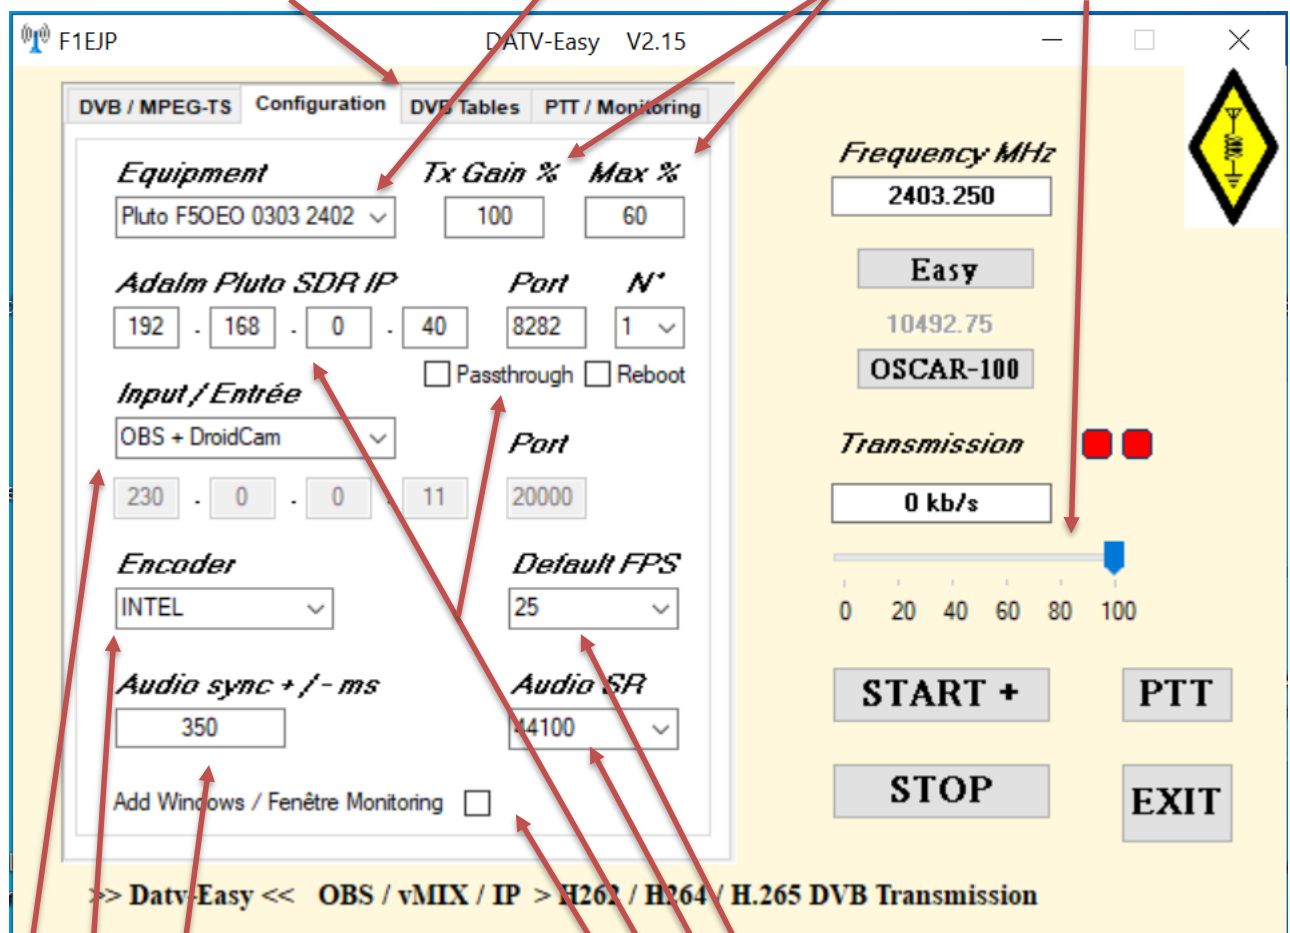 F1EJP DATV-Easy V2.15
DVB / MPEG-TS Configuration DVB Tables PTT / Monitoring
Equipment Tx Gain % Max %
Pluto F5OEO 0303 2402 100 60
Adalm Pluto SDR IP Port N°
192 . 168 . 0 . 40 8282 1
Passthrough Reboot
Input / Entrée
OBS + DroidCam Port
230 . 0 . 0 . 11 20000
Encoder Default FPS
INTEL 25
Audio sync + / - ms Audio SR
350 44100
Add Windows / Fenêtre Monitoring
Frequency MHz
2403.250
Easy
10492.75
OSCAR-100
Transmission
0 kb/s
0 20 40 60 80 100
START + PTT
STOP EXIT
>> Datv-Easy << OBS / vMIX / IP > H262 / H264 / H.265 DVB Transmission